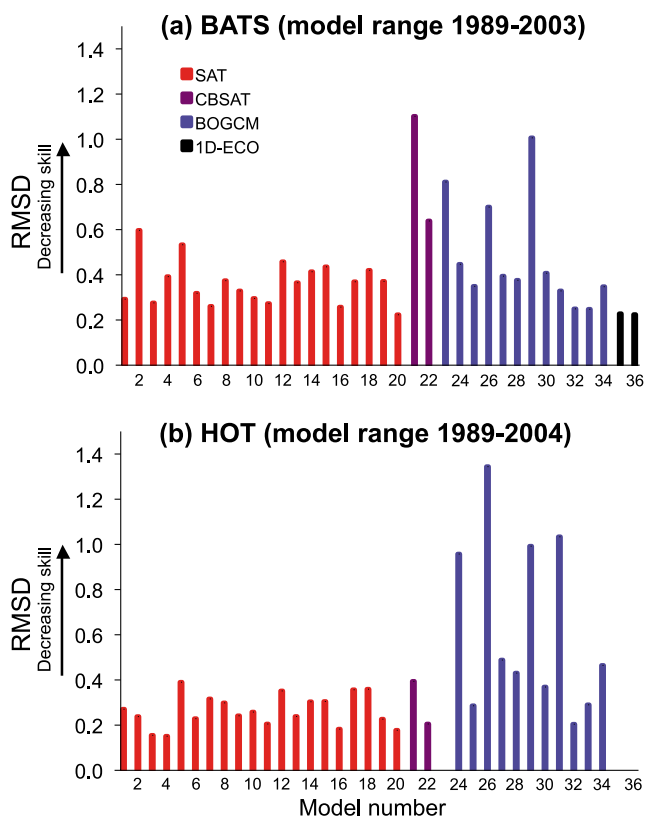 (a) BATS (model range 1989-2003)
1.4
1.2
1.0
0.8
0.6
0.4
0.2
0.0
RMSD
Decreasing skill
SAT
CBSAT
BOGCM
1D-ECO
2 4 6 8 10 12 14 16 18 20 22 24 26 28 30 32 34 36
(b) HOT (model range 1989-2004)
1.4
1.2
1.0
0.8
0.6
0.4
0.2
0.0
RMSD
Decreasing skill
2 4 6 8 10 12 14 16 18 20 22 24 26 28 30 32 34 36
Model number